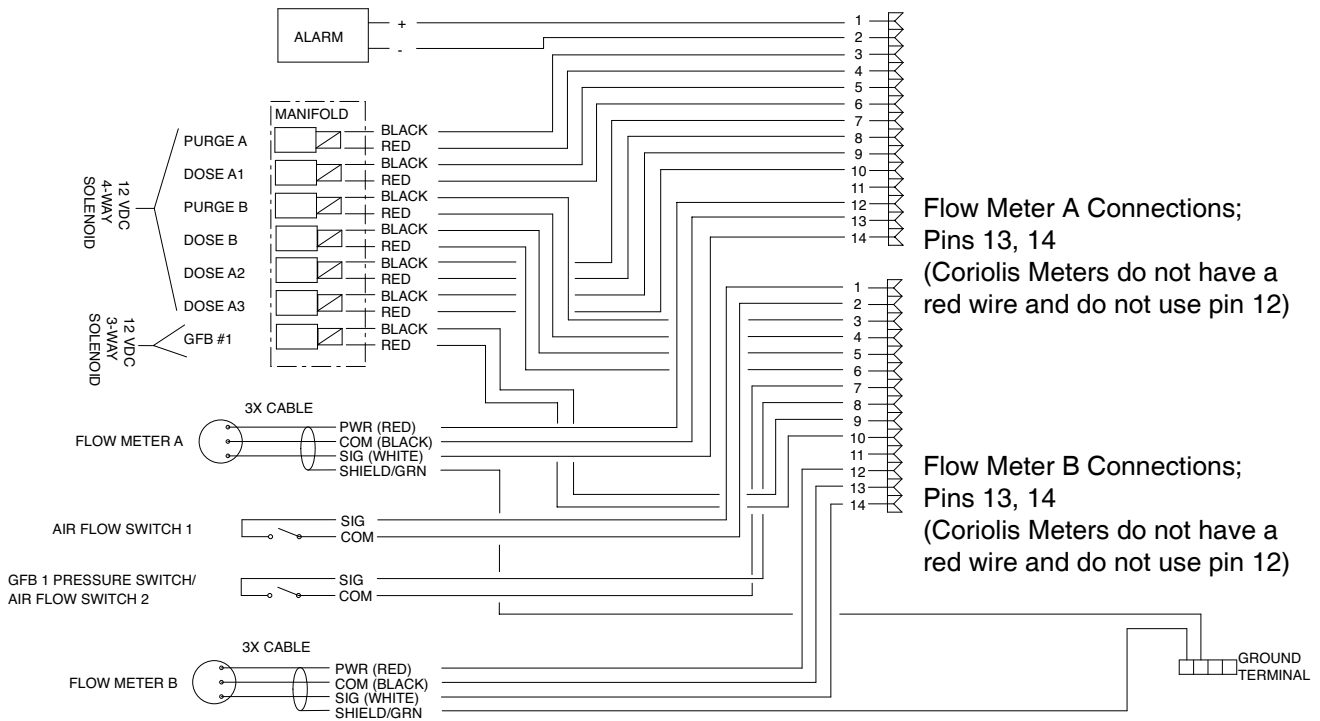 ALARM
+
-
1
2
3
4
5
6
7
8
9
10
11
12
13
14
MANIFOLD
12 VDC
4-WAY
SOLENOID
PURGE A
BLACK
RED
DOSE A1
BLACK
RED
PURGE B
BLACK
RED
DOSE B
BLACK
RED
DOSE A2
BLACK
RED
DOSE A3
BLACK
RED
12 VDC
3-WAY
SOLENOID
GFB #1
BLACK
RED
Flow Meter A Connections;
Pins 13, 14
(Coriolis Meters do not have a
red wire and do not use pin 12)
1
2
3
4
5
6
7
8
9
10
11
12
13
14
3X CABLE
FLOW METER A
PWR (RED)
COM (BLACK)
SIG (WHITE)
SHIELD/GRN
Flow Meter B Connections;
Pins 13, 14
(Coriolis Meters do not have a
red wire and do not use pin 12)
AIR FLOW SWITCH 1
SIG
COM
GFB 1 PRESSURE SWITCH/
AIR FLOW SWITCH 2
SIG
COM
3X CABLE
FLOW METER B
PWR (RED)
COM (BLACK)
SIG (WHITE)
SHIELD/GRN
GROUND
TERMINAL